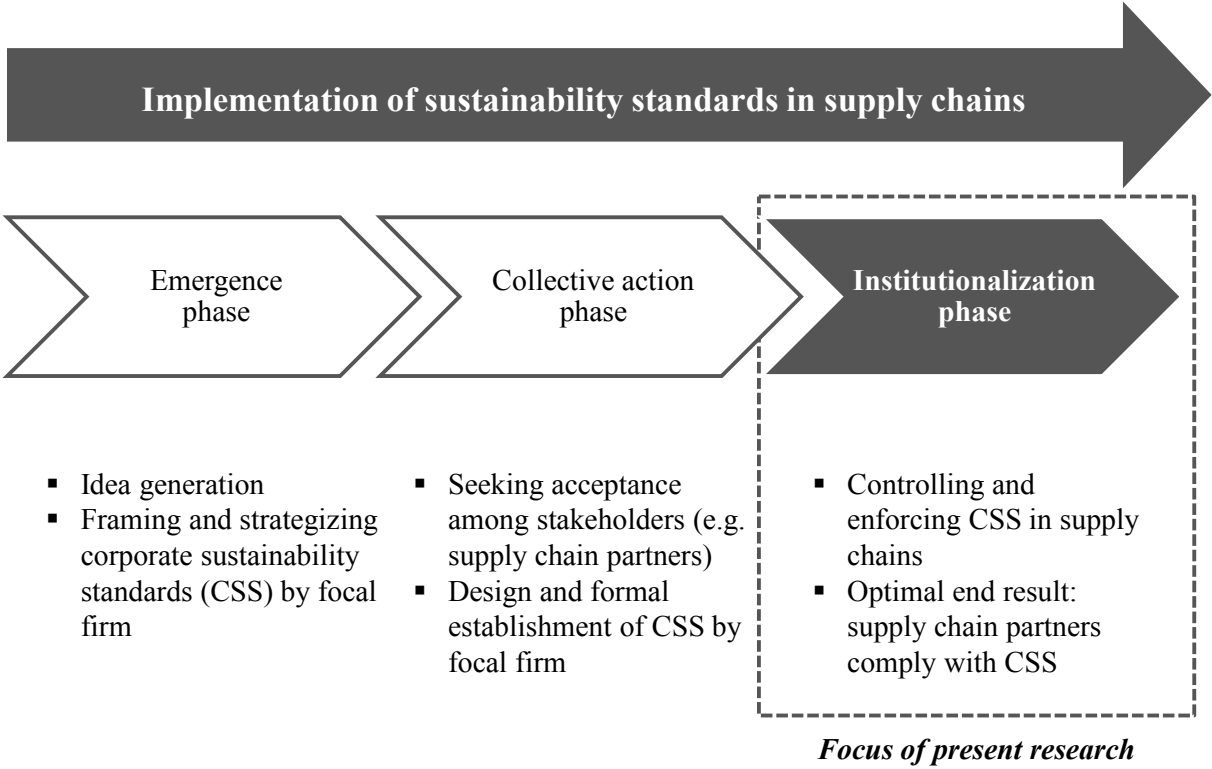 Implementation of sustainability standards in supply chains
Emergence
phase
Collective action
phase
Institutionalization
phase
▪ Idea generation
▪ Framing and strategizing
corporate sustainability
standards (CSS) by focal
firm
▪ Seeking acceptance
among stakeholders (e.g.
supply chain partners)
▪ Design and formal
establishment of CSS by
focal firm
▪ Controlling and
enforcing CSS in supply
chains
▪ Optimal end result:
supply chain partners
comply with CSS
Focus of present research